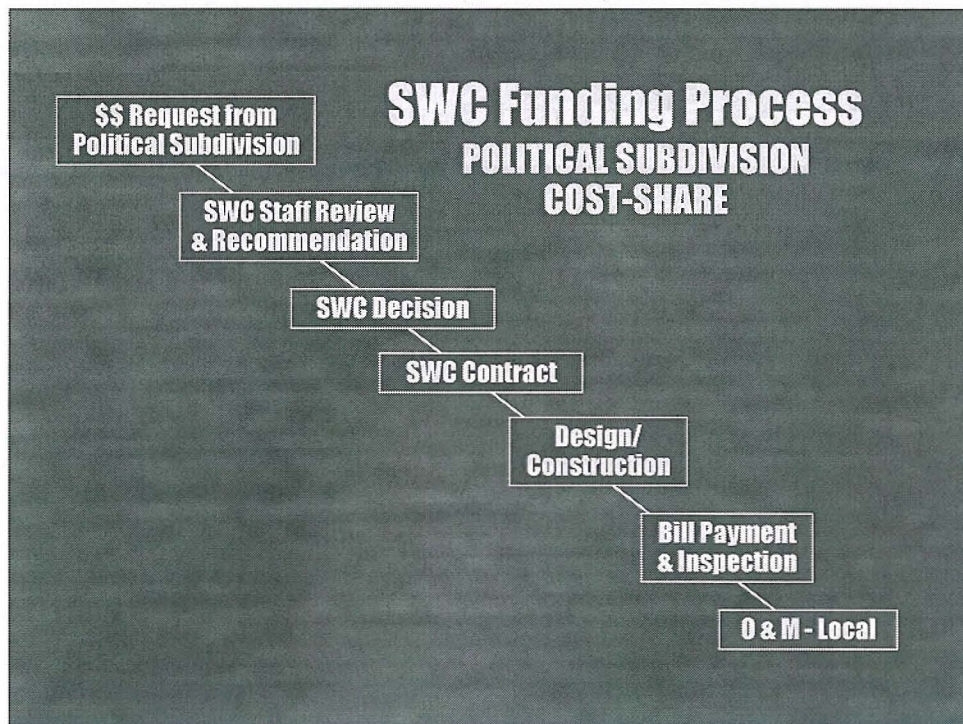 SWC Funding Process
POLITICAL SUBDIVISION
COST-SHARE
$$ Request from
Political Subdivision
SWC Staff Review
& Recommendation
SWC Decision
SWC Contract
Design/
Construction
Bill Payment
& Inspection
O & M - Local